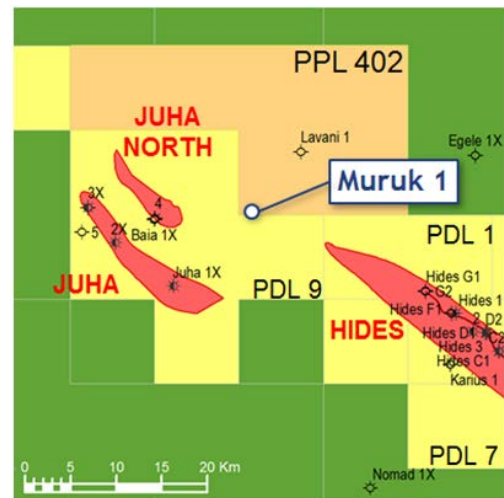 PPL 402
JUHA
NORTH
Lavani 1
Egele 1X
Muruk 1
3X
4
5
2X
Baia 1X
PDL 1
Juha 1X
Hides G1
G2
JUHA
PDL 9
Hides F1
Hides 1
2
D2
HIDES
Hides D1
C2
Hides 3
Hides C1
Karius 1
PDL 7
Nomad 1X
0 5 10 20 Km